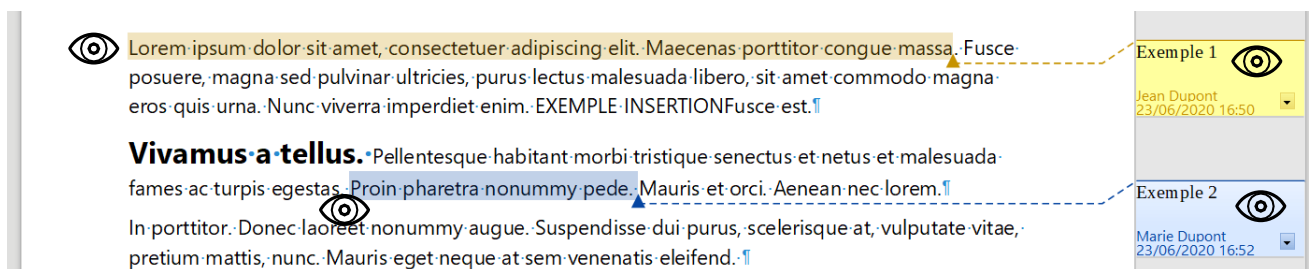 Lorem ipsum dolor sit amet, consectetuer adipiscing elit. Maecenas porttitor congue massa. Fusce
posuere, magna sed pulvinar ultricies, purus lectus malesuada libero, sit amet commodo magna
eros quis urna. Nunc viverra imperdiet enim. EXEMPLE INSERTIONFusce est.¶
Vivamus a tellus. Pellentesque habitant morbi tristique senectus et netus et malesuada
fames ac turpis egestas. Proin pharetra nonummy pede. Mauris et orci. Aenean nec lorem.¶
In porttitor. Donec laoreet nonummy augue. Suspendisse dui purus, scelerisque at, vulputate vitae,
pretium mattis, nunc. Mauris eget neque at sem venenatis eleifend. ¶
Exemple 1
Jean Dupont
23/06/2020 16:50
Exemple 2
Marie Dupont
23/06/2020 16:52